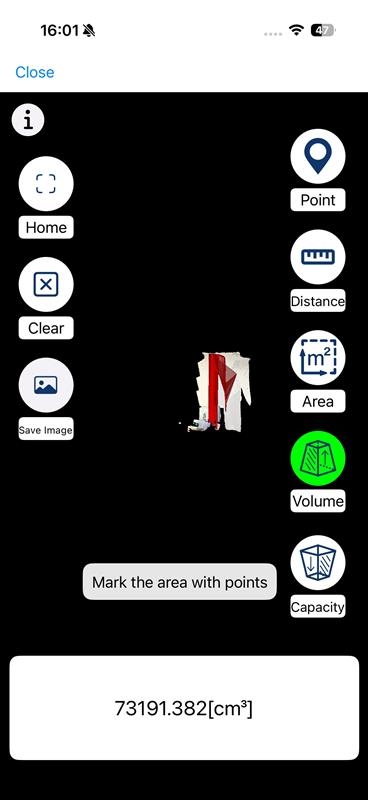 16:01
47
Close
i
Home
Clear
Save Image
Point
Distance
m²
Area
Volume
Capacity
Mark the area with points
73191.382[cm³]